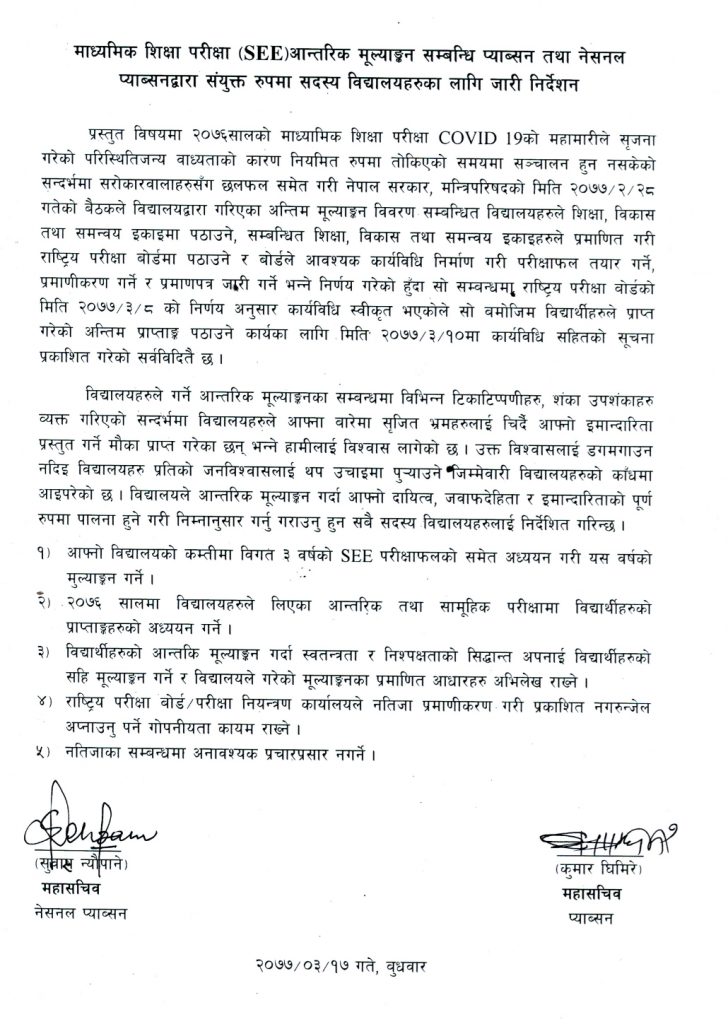 माध्यमिक शिक्षा परीक्षा (SEE)आन्तरिक मूल्याङ्कन सम्बन्धि प्याब्सन तथा नेसनल
प्याब्सनद्वारा संयुक्त रुपमा सदस्य विद्यालयहरुका लागि जारी निर्देशन
प्रस्तुत विषयमा २०७६सालको माध्यामिक शिक्षा परीक्षा COVID 19को महामारीले सृजना
गरेको परिस्थितिजन्य वाध्यताको कारण नियमित रुपमा तोकिएको समयमा सञ्चालन हुन नसकेको
सन्दर्भमा सरोकारवालाहरुसँग छलफल समेत गरी नेपाल सरकार, मन्त्रिपरिषदको मिति २०७७/२/२८
गतेको बैठकले विद्यालयद्वारा गरिएका अन्तिम मूल्याङ्कन विवरण सम्बन्धित विद्यालयहरुले शिक्षा, विकास
तथा समन्वय इकाइमा पठाउने, सम्बन्धित शिक्षा, विकास तथा समन्वय इकाइहरुले प्रमाणित गरी
राष्ट्रिय परीक्षा बोर्डमा पठाउने र बोर्डले आवश्यक कार्यविधि निर्माण गरी परीक्षाफल तयार गर्ने,
प्रमाणीकरण गर्ने र प्रमाणपत्र जारी गर्ने भन्ने निर्णय गरेको हुँदा सो सम्बन्धमा राष्ट्रिय परीक्षा बोर्डको
मिति २०७७/३/८ को निर्णय अनुसार कार्यविधि स्वीकृत भएकोले सो वमोजिम विद्यार्थीहरुले प्राप्त
गरेको अन्तिम प्राप्ताङ्क पठाउने कार्यका लागि मिति २०७७/३/१०मा कार्यविधि सहितको सूचना
प्रकाशित गरेको सर्वविदितै छ ।
विद्यालयहरुले गर्ने आन्तरिक मूल्याङ्कनका सम्बन्धमा विभिन्न टिकाटिप्पणीहरु, शंका उपशंकाहरु
व्यक्त गरिएको सन्दर्भमा विद्यालयहरुले आफ्ना बारेमा सृजित भ्रमहरुलाई चिर्दै आफ्नो इमान्दारिता
प्रस्तुत गर्ने मौका प्राप्त गरेका छन् भन्ने हामीलाई विश्वास लागेको छ । उक्त विश्वासलाई डगमगाउन
नदिइ विद्यालयहरु प्रतिको जनविश्वासलाई थप उचाइमा पुऱ्याउने जिम्मेवारी विद्यालयहरुको काँधमा
आइपरेको छ । विद्यालयले आन्तरिक मूल्याङ्कन गर्दा आफ्नो दायित्व, जवाफदेहिता र इमान्दारिताको पूर्ण
रुपमा पालना हुने गरी निम्नानुसार गर्नु गराउनु हुन सबै सदस्य विद्यालयहरुलाई निर्देशित गरिन्छ ।
१) आफ्नो विद्यालयको कम्तीमा विगत ३ वर्षको SEE परीक्षाफलको समेत अध्ययन गरी यस वर्षको
मुल्याङ्कन गर्ने ।
२) २०७६ सालमा विद्यालयहरुले लिएका आन्तरिक तथा सामूहिक परीक्षामा विद्यार्थीहरुको
प्राप्ताङ्कहरुको अध्ययन गर्ने ।
३) विद्यार्थीहरुको आन्तकि मूल्याङ्कन गर्दा स्वतन्त्रता र निश्पक्षताको सिद्धान्त अपनाई विद्यार्थीहरुको
सहि मूल्याङ्कन गर्ने र विद्यालयले गरेको मूल्याङ्कनका प्रमाणित आधारहरु अभिलेख राख्ने ।
४) राष्ट्रिय परीक्षा बोर्ड/परीक्षा नियन्त्रण कार्यालयले नतिजा प्रमाणीकरण गरी प्रकाशित नगरुन्जेल
अप्नाउनु पर्ने गोपनीयता कायम राख्ने ।
५) नतिजाका सम्बन्धमा अनावश्यक प्रचारप्रसार नगर्ने ।
(सुवास न्यौपाने)
महासचिव
नेसनल प्याब्सन
(कुमार घिमिरे)
महासचिव
प्याब्सन
२०७७/०३/१७ गते, वुधवार